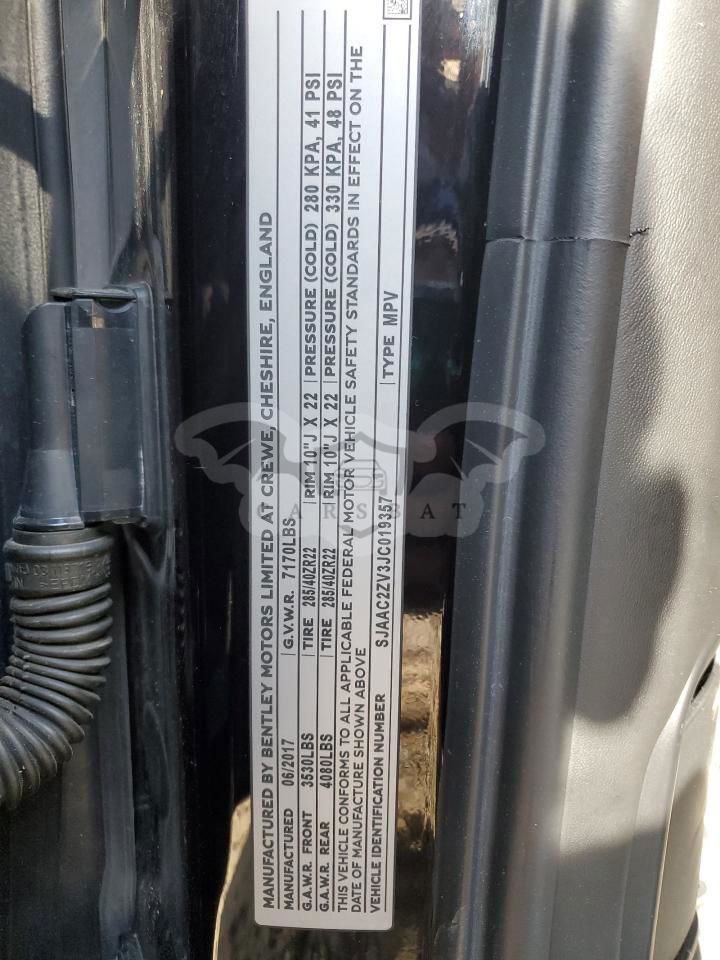 MANUFACTURED BY BENTLEY MOTORS LIMITED AT CREWE, CHESHIRE, ENGLAND
MANUFACTURED 06/2017 G.V.W.R. 7170LBS
G.A.W.R. FRONT 3530LBS TIRE 285/40ZR22 RIM 10"J X 22 PRESSURE (COLD) 280 KPA, 41 PSI
G.A.W.R. REAR 4080LBS TIRE 285/40ZR22 RIM 10"J X 22 PRESSURE (COLD) 330 KPA, 48 PSI
THIS VEHICLE CONFORMS TO ALL APPLICABLE FEDERAL MOTOR VEHICLE SAFETY STANDARDS IN EFFECT ON THE
DATE OF MANUFACTURE SHOWN ABOVE
VEHICLE IDENTIFICATION NUMBER SJAAC2ZV3JC019357 TYPE MPV